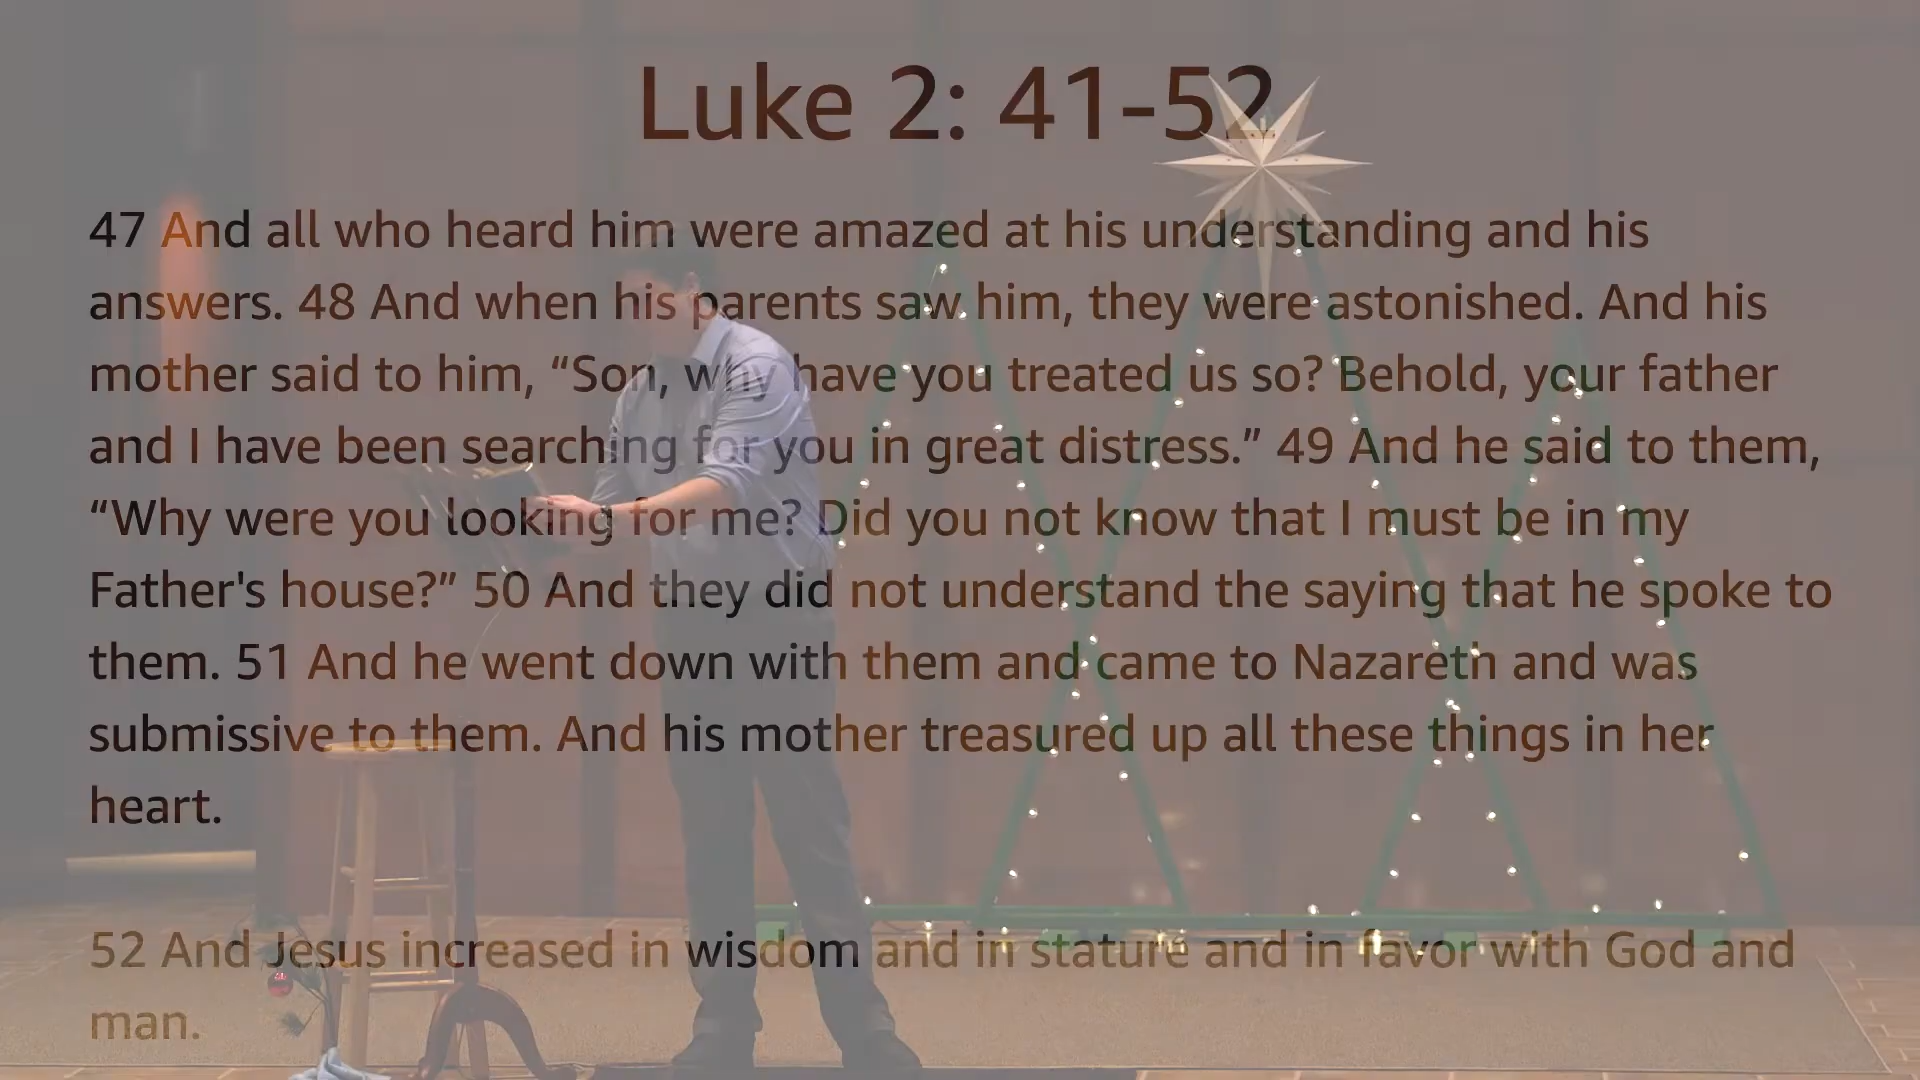 Luke 2: 41-52
47 And all who heard him were amazed at his understanding and his
answers. 48 And when his parents saw him, they were astonished. And his
mother said to him, “Son, why have you treated us so? Behold, your father
and I have been searching for you in great distress.” 49 And he said to them,
“Why were you looking for me? Did you not know that I must be in my
Father's house?” 50 And they did not understand the saying that he spoke to
them. 51 And he went down with them and came to Nazareth and was
submissive to them. And his mother treasured up all these things in her
heart.
52 And Jesus increased in wisdom and in stature and in favor with God and
man.